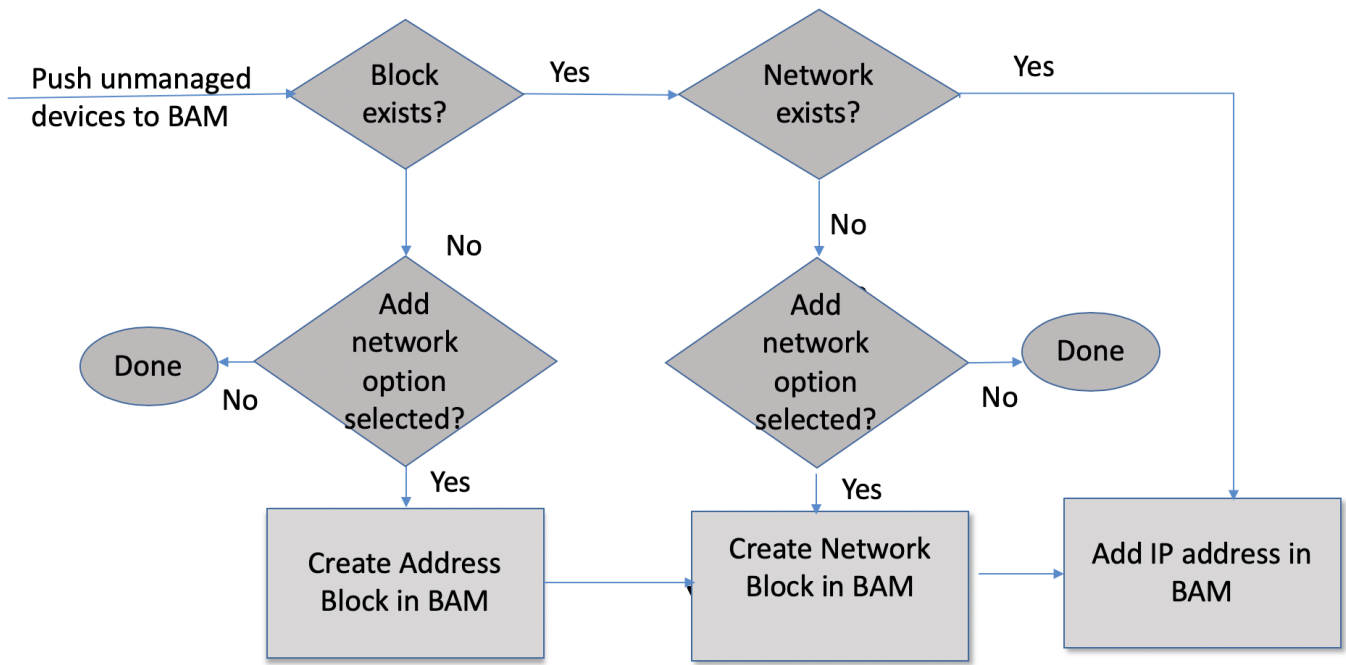 Push unmanaged
devices to BAM
Block
exists?
Yes
Network
exists?
Yes
No
No
Add
network
option
selected?
Done
No
Add
network
option
selected?
Done
No
Yes
Yes
Create Address
Block in BAM
Create Network
Block in BAM
Add IP address in
BAM